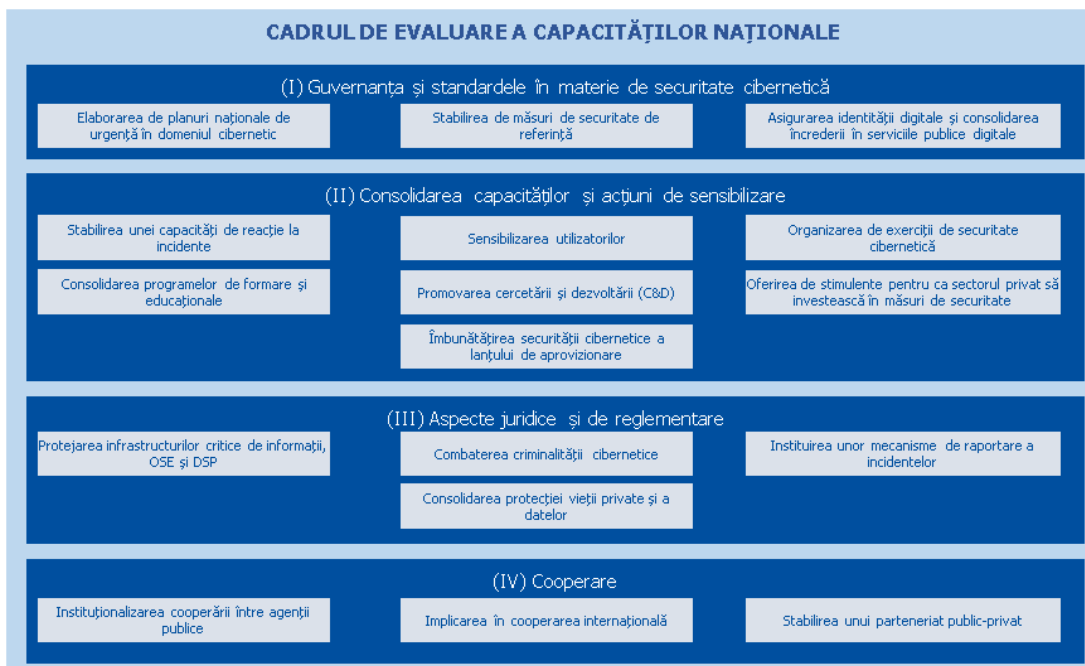 CADRUL DE EVALUARE A CAPACITĂȚILOR NAȚIONALE
(I) Guvernanța și standardele în materie de securitate cibernetică
Elaborarea de planuri naționale de
urgență în domeniul cibernetic
Stabilirea de măsuri de securitate de
referință
Asigurarea identității digitale și consolidarea
încrederii în serviciile publice digitale
(II) Consolidarea capacităților și acțiuni de sensibilizare
Stabilirea unei capacități de reacție la
incidente
Sensibilizarea utilizatorilor
Organizarea de exerciții de securitate
cibernetică
Consolidarea programelor de formare și
educaționale
Promovarea cercetării și dezvoltării (C&D)
Oferirea de stimulente pentru ca sectorul privat să
investească în măsuri de securitate
Îmbunătățirea securității cibernetice a
lanțului de aprovizionare
(III) Aspecte juridice și de reglementare
Protejarea infrastructurilor critice de informații,
OSE și DSP
Combaterea criminalității cibernetice
Instituirea unor mecanisme de raportare a
incidentelor
Consolidarea protecției vieții private și a
datelor
(IV) Cooperare
Instituționalizarea cooperării între agenții
publice
Implicarea în cooperarea internațională
Stabilirea unui parteneriat public-privat